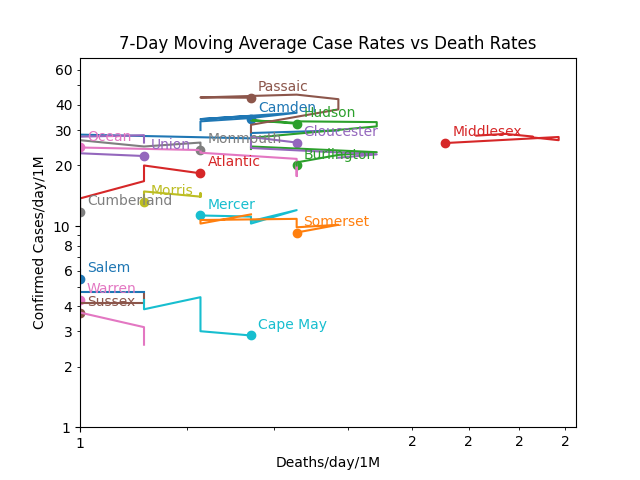 7-Day Moving Average Case Rates vs Death Rates
60
40
30
20
10
8
6
4
3
2
1
Confirmed Cases/day/1M
Passaic
Camden
Hudson
Gloucester
Middlesex
Ocean
Union
Monmouth
Burlington
Atlantic
Morris
Cumberland
Mercer
Somerset
Salem
Warren
Sussex
Cape May
1
2
2
2
2
Deaths/day/1M